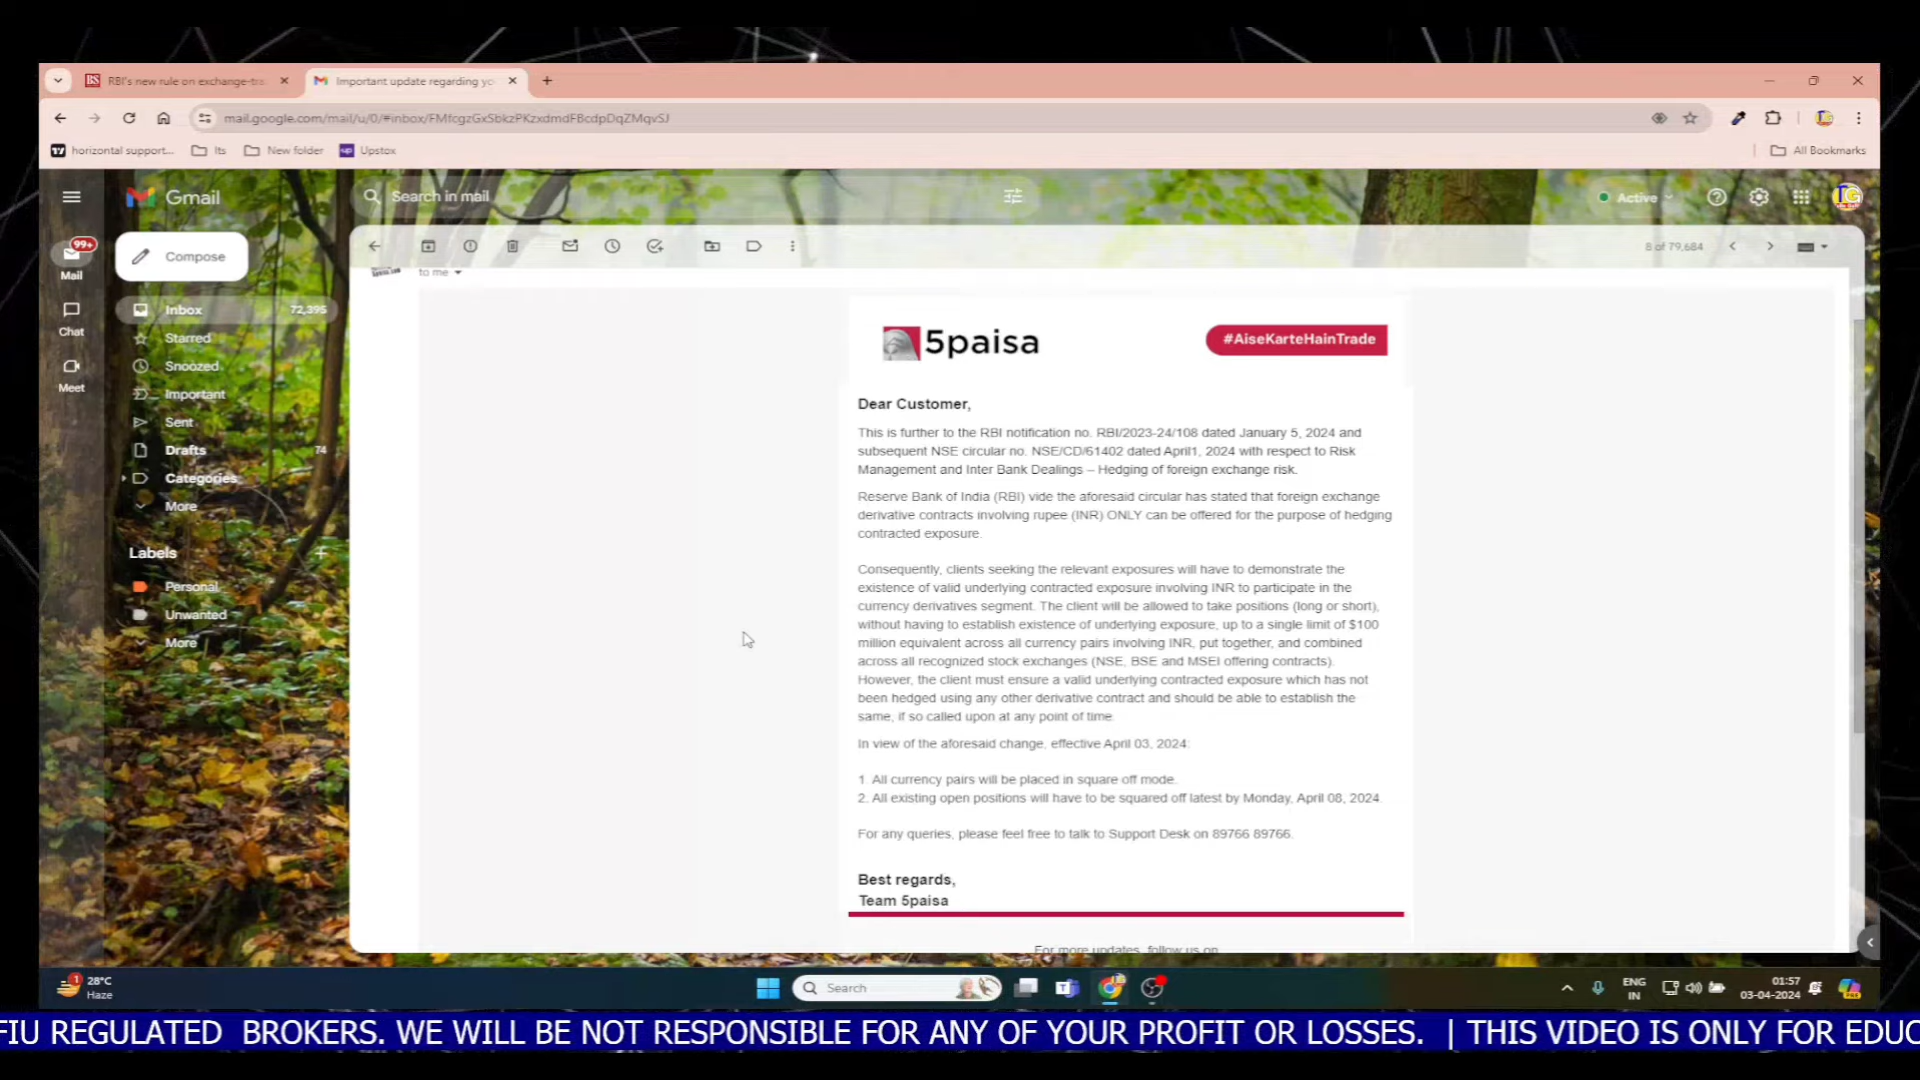 RBI's new rule on exchange-tra
Important update regarding yo
mail.google.com/mail/u/0/#inbox/FMfcgzGxSbkzPKzxdmdFBcdpDqZMqvSJ
horizontal support...
Its
New folder
Upstox
All Bookmarks
Gmail
Search in mail
Active
99+
Mail
Chat
Meet
Compose
8 of 79,684
to me
Inbox 72,395
Starred
Snoozed
Important
Sent
Drafts 74
Categories
More
Labels
Personal
Unwanted
More
5paisa
#AiseKarteHainTrade
Dear Customer,
This is further to the RBI notification no. RBI/2023-24/108 dated January 5, 2024 and
subsequent NSE circular no. NSE/CD/61402 dated April1, 2024 with respect to Risk
Management and Inter Bank Dealings – Hedging of foreign exchange risk.
Reserve Bank of India (RBI) vide the aforesaid circular has stated that foreign exchange
derivative contracts involving rupee (INR) ONLY can be offered for the purpose of hedging
contracted exposure.
Consequently, clients seeking the relevant exposures will have to demonstrate the
existence of valid underlying contracted exposure involving INR to participate in the
currency derivatives segment. The client will be allowed to take positions (long or short),
without having to establish existence of underlying exposure, up to a single limit of $100
million equivalent across all currency pairs involving INR, put together, and combined
across all recognized stock exchanges (NSE, BSE and MSEI offering contracts).
However, the client must ensure a valid underlying contracted exposure which has not
been hedged using any other derivative contract and should be able to establish the
same, if so called upon at any point of time.
In view of the aforesaid change, effective April 03, 2024:
1. All currency pairs will be placed in square off mode.
2. All existing open positions will have to be squared off latest by Monday, April 08, 2024.
For any queries, please feel free to talk to Support Desk on 89766 89766.
Best regards,
Team 5paisa
For more updates, follow us on
28°C
Haze
Search
ENG
IN
01:57
03-04-2024
FIU REGULATED BROKERS. WE WILL BE NOT RESPONSIBLE FOR ANY OF YOUR PROFIT OR LOSSES. | THIS VIDEO IS ONLY FOR EDUC